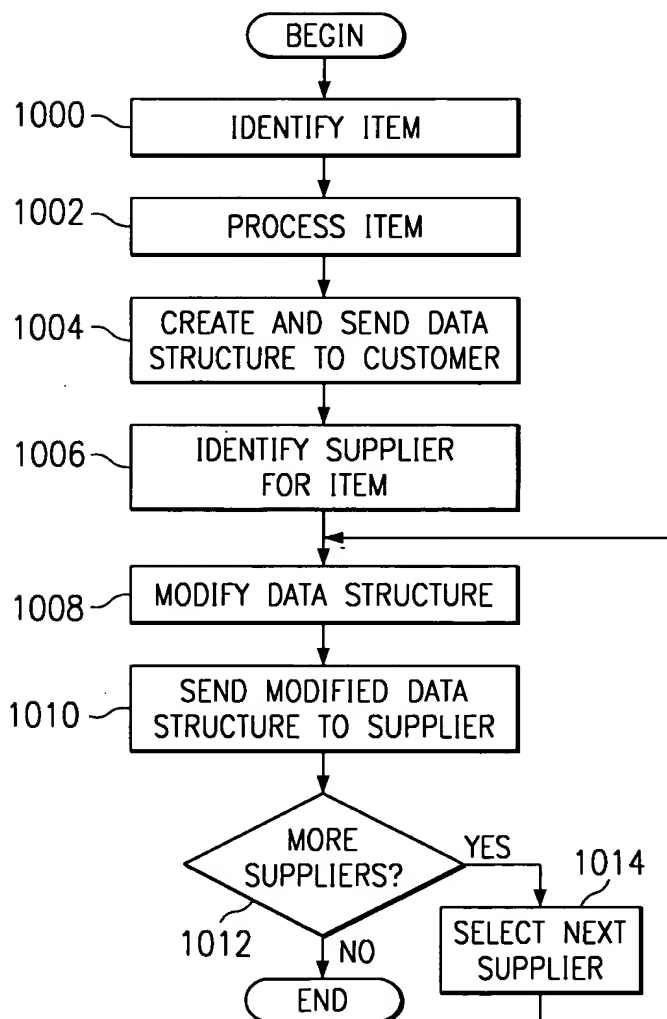 BEGIN
1000
IDENTIFY ITEM
1002
PROCESS ITEM
1004
CREATE AND SEND DATA
STRUCTURE TO CUSTOMER
1006
IDENTIFY SUPPLIER
FOR ITEM
1008
MODIFY DATA STRUCTURE
1010
SEND MODIFIED DATA
STRUCTURE TO SUPPLIER
MORE
SUPPLIERS?
YES
1012
NO
1014
SELECT NEXT
SUPPLIER
END